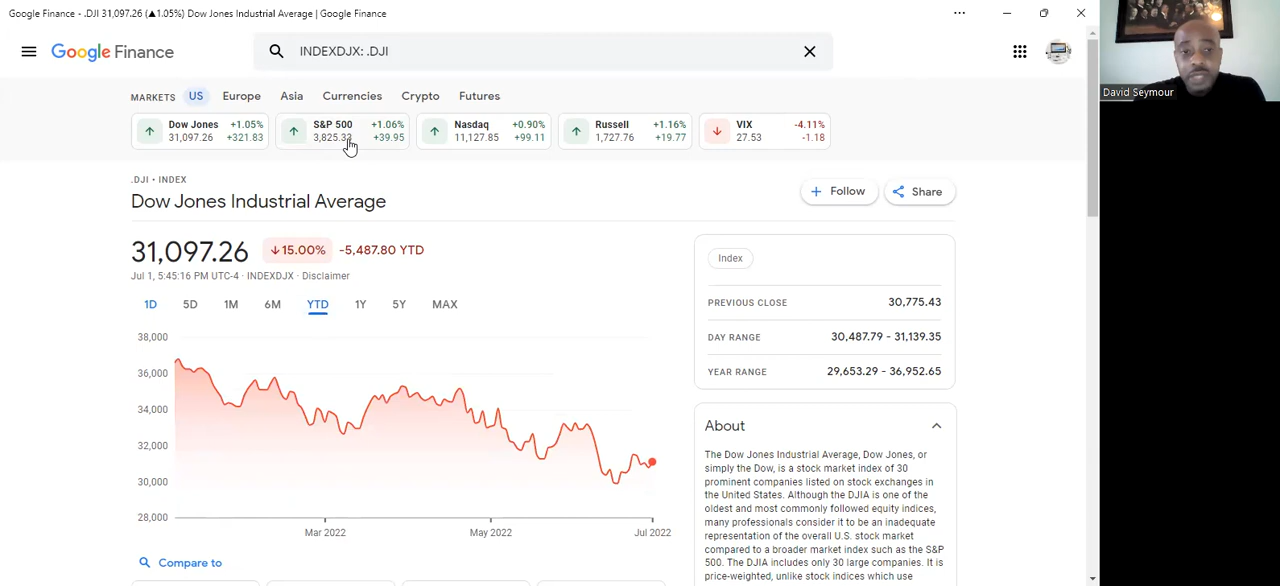 Google Finance - .DJI 31,097.26 (▲1.05%) Dow Jones Industrial Average | Google Finance
Google Finance
INDEXDJX: .DJI
David Seymour
MARKETS US Europe Asia Currencies Crypto Futures
Dow Jones +1.05%
31,097.26 +321.83
S&P 500 +1.06%
3,825.33 +39.95
Nasdaq +0.90%
11,127.85 +99.11
Russell +1.16%
1,727.76 +19.77
VIX -4.11%
27.53 -1.18
.DJI • INDEX
Dow Jones Industrial Average
Follow
Share
31,097.26 ↓15.00% -5,487.80 YTD
Jul 1, 5:45:16 PM UTC-4 · INDEXDJX · Disclaimer
1D 5D 1M 6M YTD 1Y 5Y MAX
38,000
36,000
34,000
32,000
30,000
28,000
Mar 2022 May 2022 Jul 2022
Compare to
Index
PREVIOUS CLOSE 30,775.43
DAY RANGE 30,487.79 - 31,139.35
YEAR RANGE 29,653.29 - 36,952.65
About
The Dow Jones Industrial Average, Dow Jones, or
simply the Dow, is a stock market index of 30
prominent companies listed on stock exchanges in
the United States. Although the DJIA is one of the
oldest and most commonly followed equity indices,
many professionals consider it to be an inadequate
representation of the overall U.S. stock market
compared to a broader market index such as the S&P
500. The DJIA includes only 30 large companies. It is
price-weighted, unlike stock indices which use